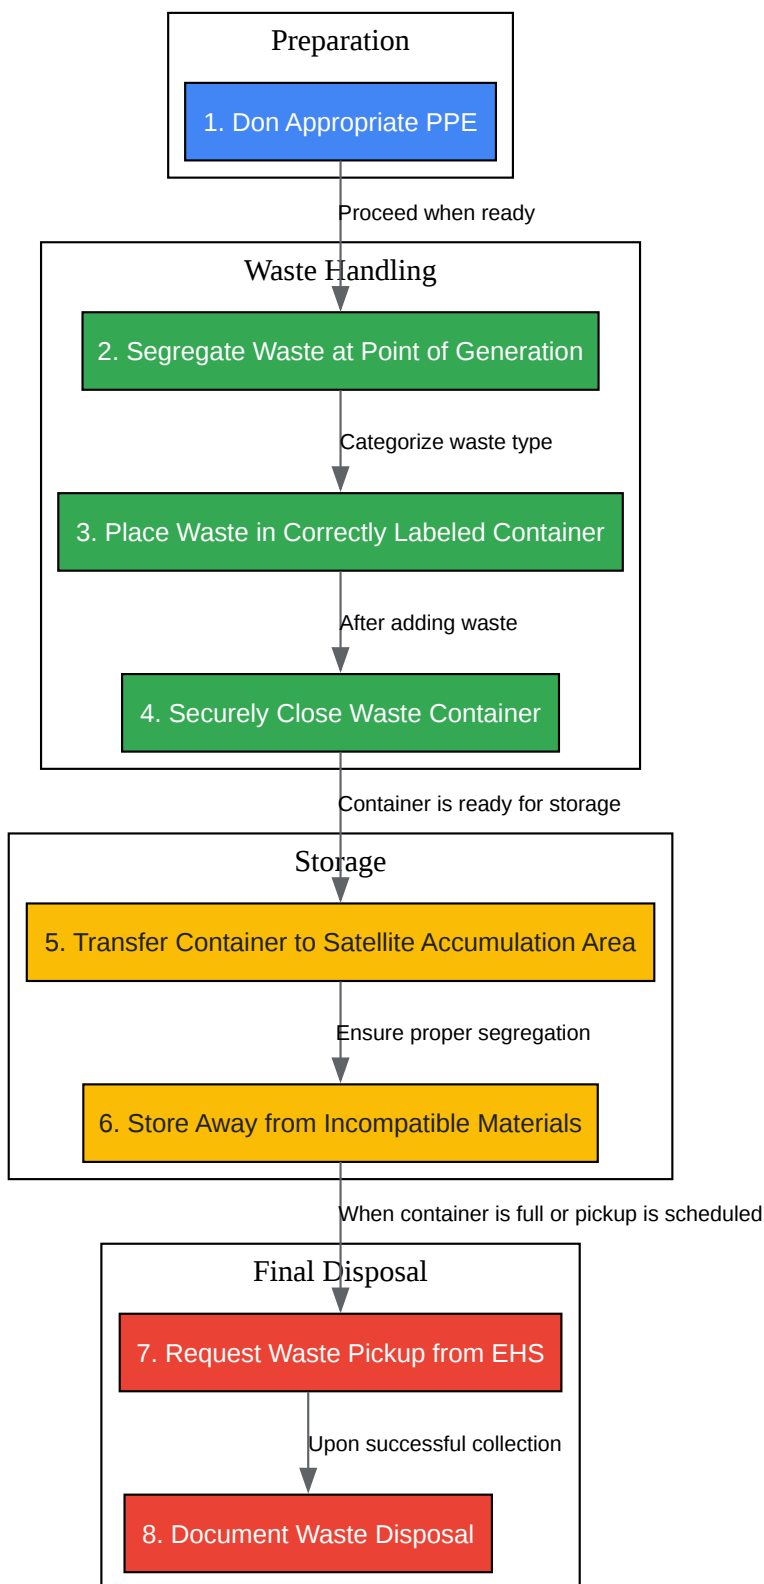 Preparation
1. Don Appropriate PPE
Proceed when ready
Waste Handling
2. Segregate Waste at Point of Generation
Categorize waste type
3. Place Waste in Correctly Labeled Container
After adding waste
4. Securely Close Waste Container
Container is ready for storage
Storage
5. Transfer Container to Satellite Accumulation Area
Ensure proper segregation
6. Store Away from Incompatible Materials
When container is full or pickup is scheduled
Final Disposal
7. Request Waste Pickup from EHS
Upon successful collection
8. Document Waste Disposal